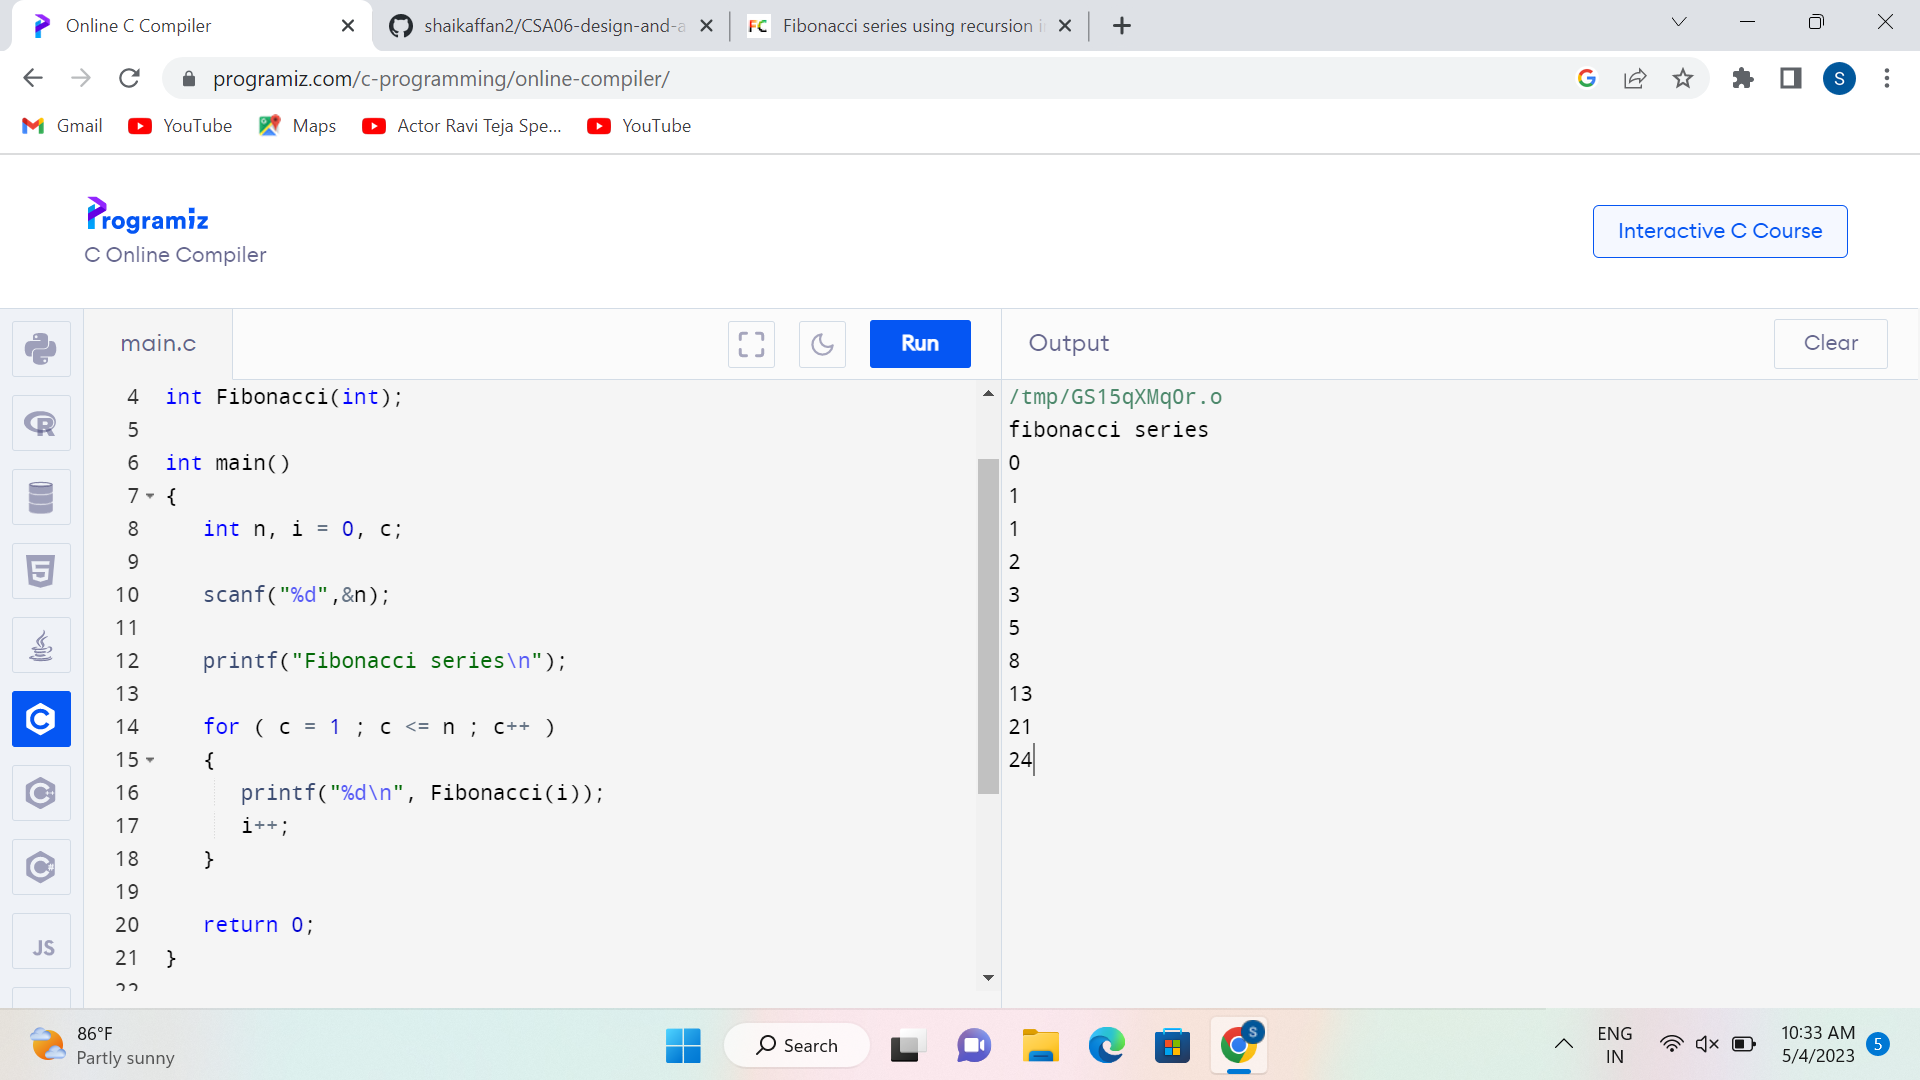 Online C Compiler
shaikaffan2/CSA06-design-and-a
FC Fibonacci series using recursion i
programiz.com/c-programming/online-compiler/
S
Gmail
YouTube
Maps
Actor Ravi Teja Spe...
YouTube
Programiz
C Online Compiler
Interactive C Course
main.c
Run
Output
Clear
4 int Fibonacci(int);
5
6 int main()
7 {
8 int n, i = 0, c;
9
10 scanf("%d",&n);
11
12 printf("Fibonacci series\n");
13
14 for ( c = 1 ; c <= n ; c++ )
15 {
16 printf("%d\n", Fibonacci(i));
17 i++;
18 }
19
20 return 0;
21 }
22
/tmp/GS15qXMqOr.o
fibonacci series
0
1
1
2
3
5
8
13
21
24
R
5
C
C
C
JS
86°F
Partly sunny
Search
S
ENG
IN
10:33 AM
5/4/2023
5